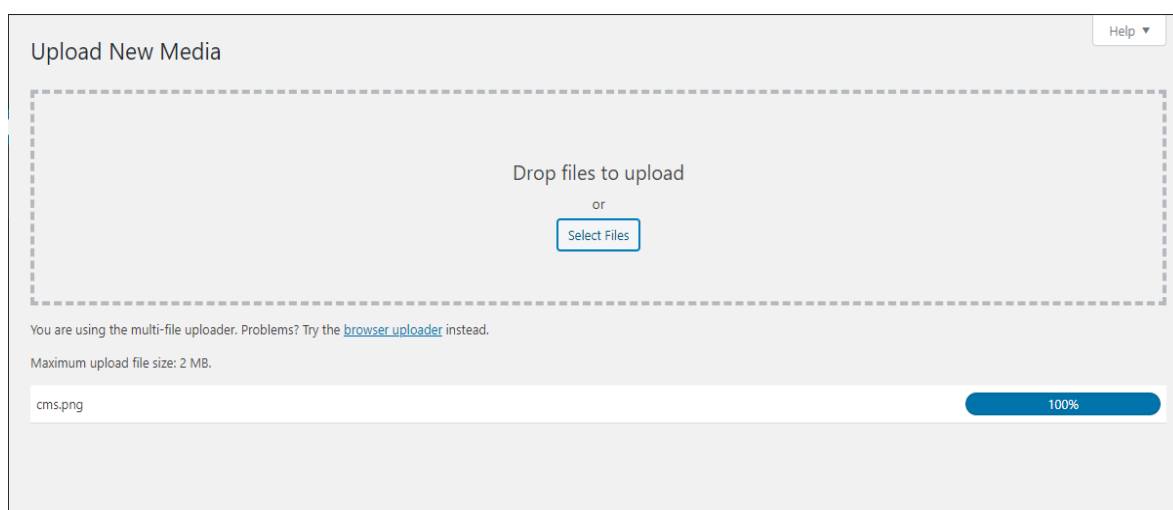 Help ▼
Upload New Media
Drop files to upload
or
Select Files
You are using the multi-file uploader. Problems? Try the browser uploader instead.
Maximum upload file size: 2 MB.
cms.png 100%